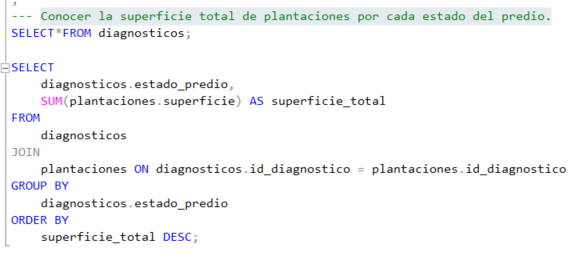 ;
--- Conocer la superficie total de plantaciones por cada estado del predio.
SELECT*FROM diagnosticos;
SELECT
diagnosticos.estado_predio,
SUM(plantaciones.superficie) AS superficie_total
FROM
diagnosticos
JOIN
plantaciones ON diagnosticos.id_diagnostico = plantaciones.id_diagnostico
GROUP BY
diagnosticos.estado_predio
ORDER BY
superficie_total DESC;